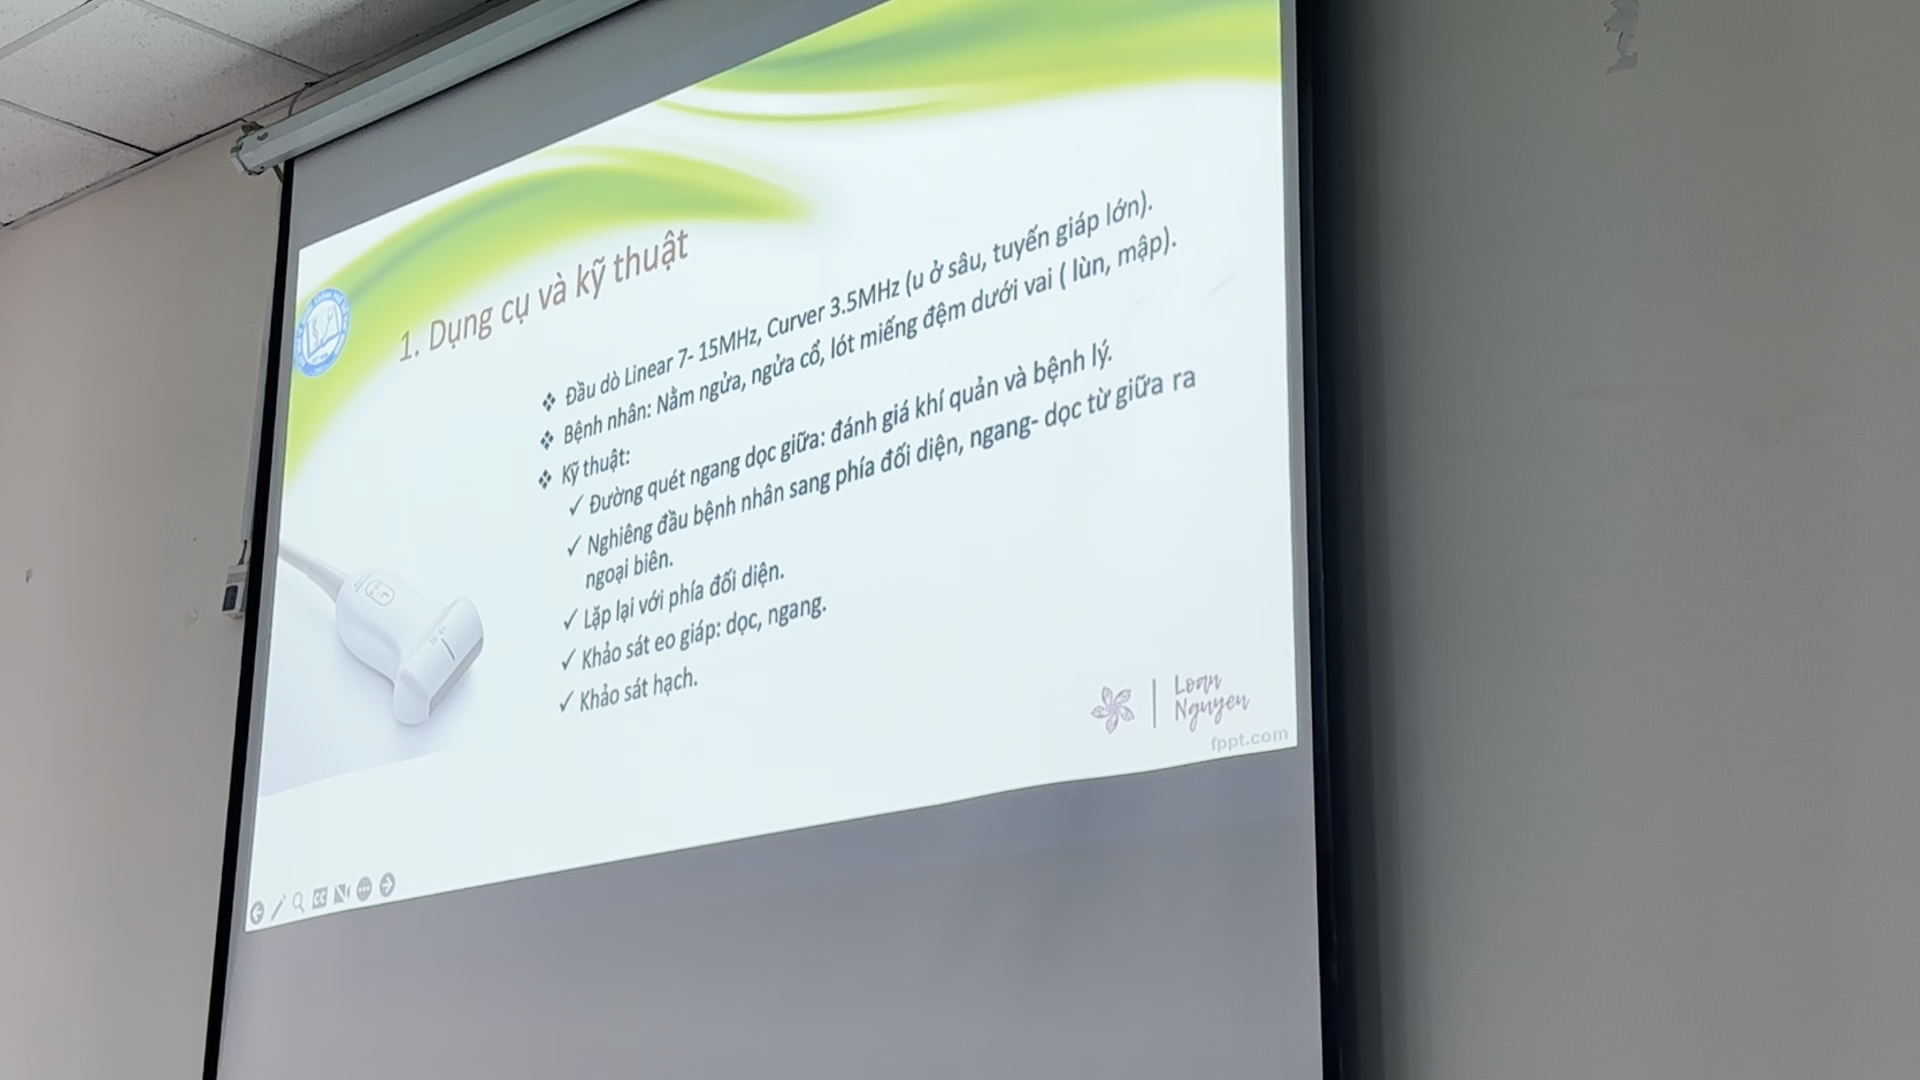 1. Dụng cụ và kỹ thuật
❖ Đầu dò Linear 7- 15MHz, Curver 3.5MHz (u ở sâu, tuyến giáp lớn).
❖ Bệnh nhân: Nằm ngửa, ngửa cổ, lót miếng đệm dưới vai ( lùn, mập).
❖ Kỹ thuật:
✓ Đường quét ngang dọc giữa: đánh giá khí quản và bệnh lý.
✓ Nghiêng đầu bệnh nhân sang phía đối diện, ngang- dọc từ giữa ra
ngoại biên.
✓ Lặp lại với phía đối diện.
✓ Khảo sát eo giáp: dọc, ngang.
✓ Khảo sát hạch.
Loan
Nguyen
fppt.com
CC